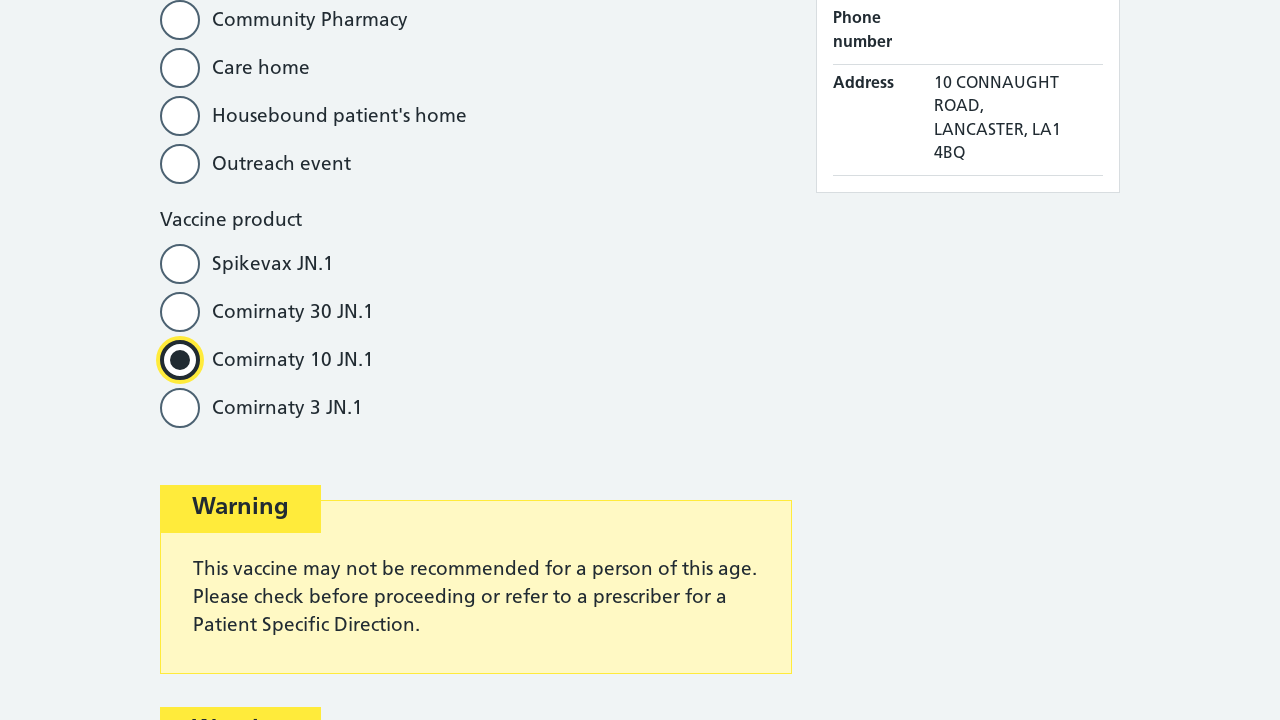 Community Pharmacy
Care home
Housebound patient's home
Outreach event
Vaccine product
Spikevax JN.1
Comirnaty 30 JN.1
Comirnaty 10 JN.1
Comirnaty 3 JN.1
Warning
This vaccine may not be recommended for a person of this age.
Please check before proceeding or refer to a prescriber for a
Patient Specific Direction.
Phone
number
Address
10 CONNAUGHT
ROAD,
LANCASTER, LA1
4BQ